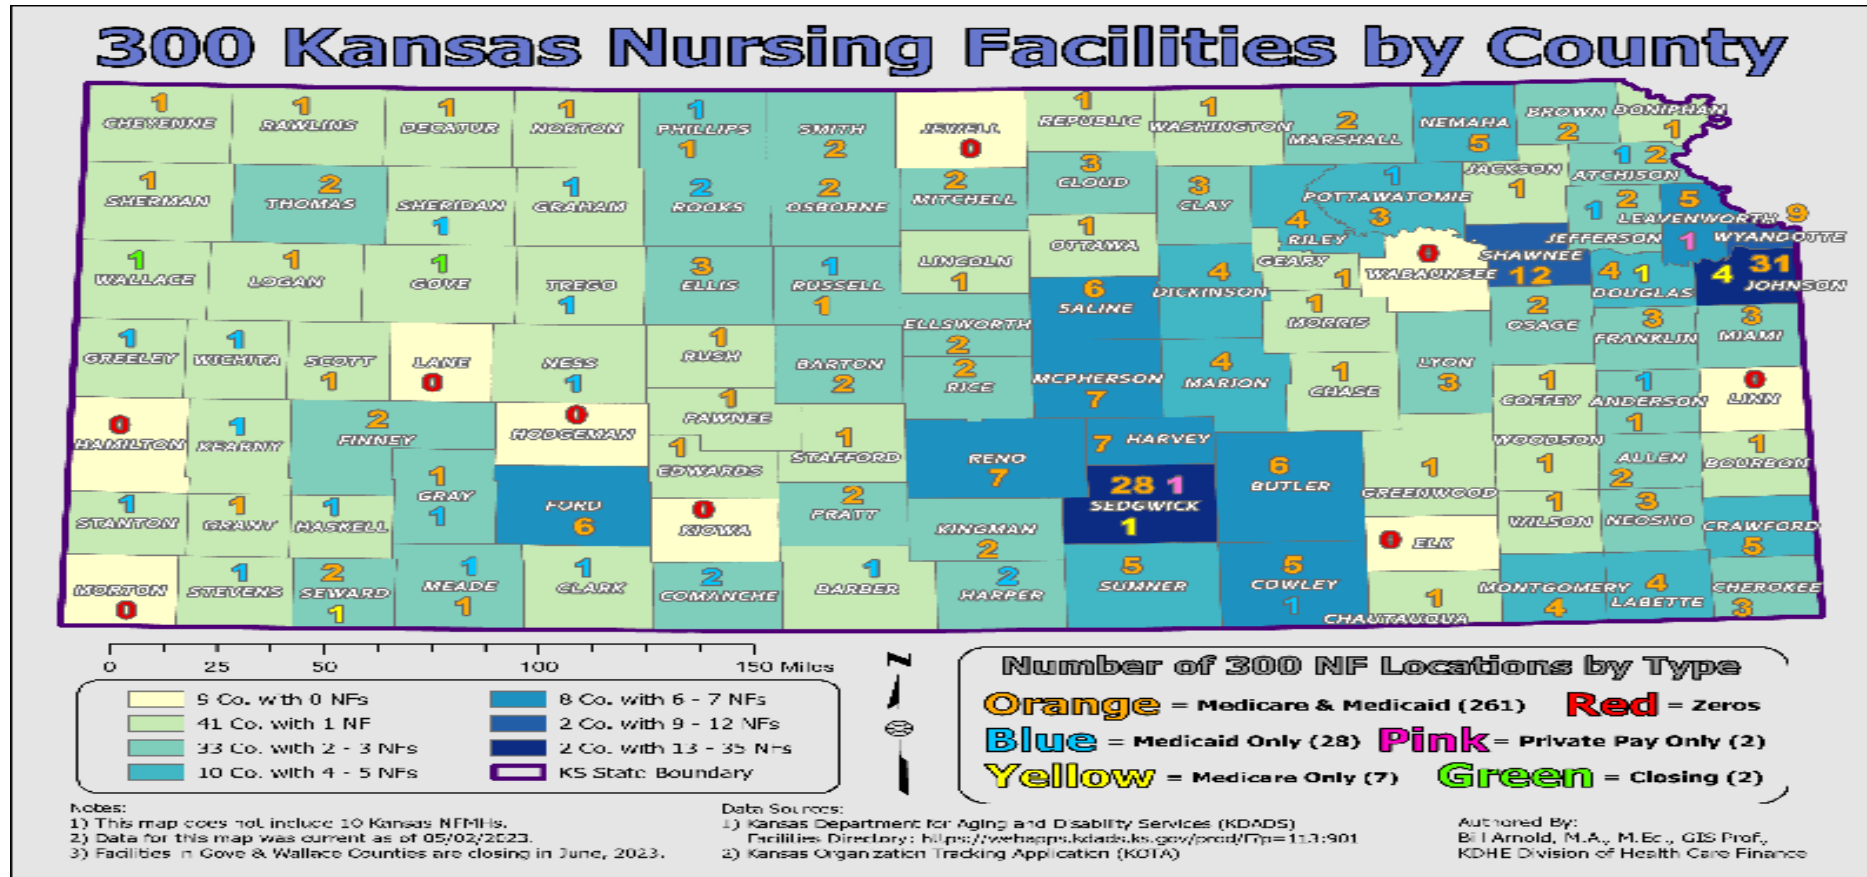 300 Kansas Nursing Facilities by County
1 CHEYENNE
1 RAWLINS
1 DECATUR
1 NORTON
1 PHILLIPS 1
SMITH 2
JEWELL 0
1 REPUBLIC
1 WASHINGTON
2 MARSHALL
NEMAHA 5
BROWN 2
DONIPHAN 1
1 SHERMAN
2 THOMAS
SHERIDAN 1
1 GRAHAM
2 ROOKS
2 OSBORNE
2 MITCHELL
3 CLOUD
3 CLAY
4 RILEY
1 POTTAWATOMIE 3
JACKSON 1
1 2 ATCHISON
1 2 JEFFERSON
5 LEAVENWORTH 1
9 WYANDOTTE
1 WALLACE
1 LOGAN
1 GOVE
TREGO 1
3 ELLIS
1 RUSSELL 1
LINCOLN 1
1 OTTAWA
6 SALINE
4 DICKINSON
GEARY 1
0 WABAUNSEE
SHAWNEE 12
4 1 DOUGLAS
4 31 JOHNSON
1 GREELEY
1 WICHITA
SCOTT 1
LANE 0
NESS 1
1 RUSH
BARTON 2
ELLSWORTH 2
2 RICE
MCPHERSON 7
4 MARION
1 MORRIS
1 CHASE
LYON 3
2 OSAGE
3 FRANKLIN
3 MIAMI
1 COFFEY
1 ANDERSON 1
0 LINN
0 HAMILTON
1 KEARNY
2 FINNEY
0 HODGEMAN
1 PAWNEE
1 EDWARDS
1 STAFFORD
RENO 7
7 HARVEY
28 1 SEDGWICK 1
6 BUTLER
1 GREENWOOD
WOODSON 1
ALLEN 2
1 BOURBON
1 STANTON
1 GRANT
1 HASKELL
1 GRAY 1
FORD 6
0 KIOWA
2 PRATT
KINGMAN 2
0 ELK
1 WILSON
3 NEOSHO
CRAWFORD 5
MORTON 0
1 STEVENS
2 SEWARD 1
1 MEADE 1
1 CLARK
2 COMANCHE
1 BARBER
2 HARPER
5 SUMNER
5 COWLEY 1
1 CHAUTAUQUA
MONTGOMERY 4
4 LABETTE
CHEROKEE 3
0 25 50 100 150 Miles
N
9 Co. with 0 NFs
41 Co. with 1 NF
33 Co. with 2 - 3 NFs
10 Co. with 4 - 5 NFs
8 Co. with 6 - 7 NFs
2 Co. with 9 - 12 NFs
2 Co. with 13 - 35 NFs
KS State Boundary
Number of 300 NF Locations by Type
Orange = Medicare & Medicaid (261) Red = Zeros
Blue = Medicaid Only (28) Pink = Private Pay Only (2)
Yellow = Medicare Only (7) Green = Closing (2)
Notes:
1) This map does not include 10 Kansas NFMHs.
2) Data for this map was current as of 05/02/2023.
3) Facilities in Gove & Wallace Counties are closing in June, 2023.
Data Sources:
1) Kansas Department for Aging and Disability Services (KDADS)
Facilities Directory: https://webapps.kdads.ks.gov/prod/f?p=113:901
2) Kansas Organization Tracking Application (KOTA)
Authored By:
Bill Arnold, M.A., M.Ec., GIS Prof.,
KDHE Division of Health Care Finance